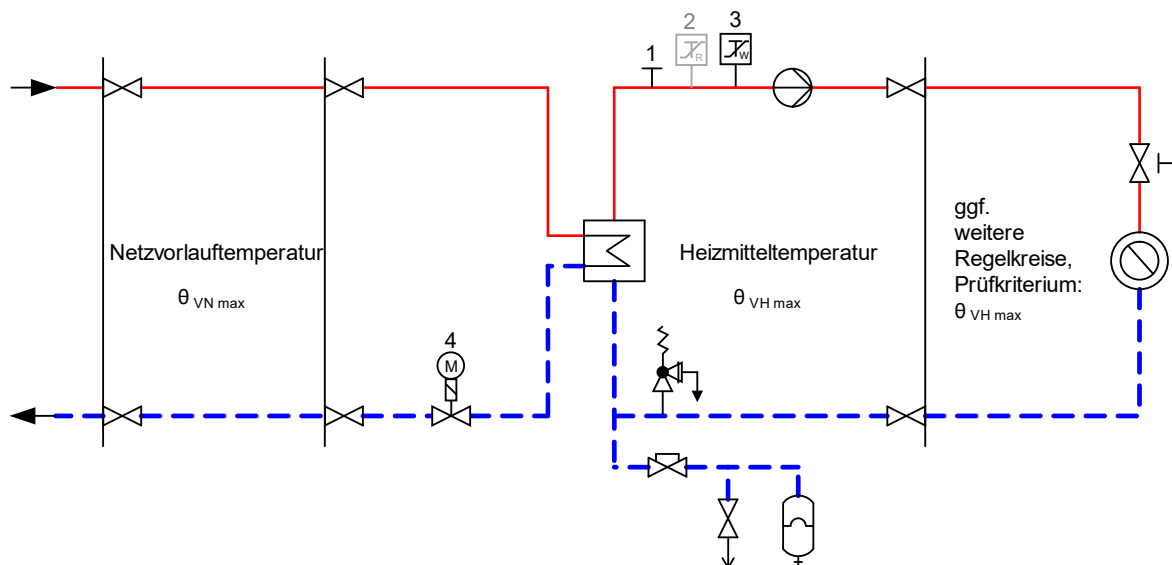 1
2
3
R
W
Netzvorlauftemperatur
θ VN max
Heizmitteltemperatur
θ VH max
ggf.
weitere
Regelkreise,
Prüfkriterium:
θ VH max
4
M